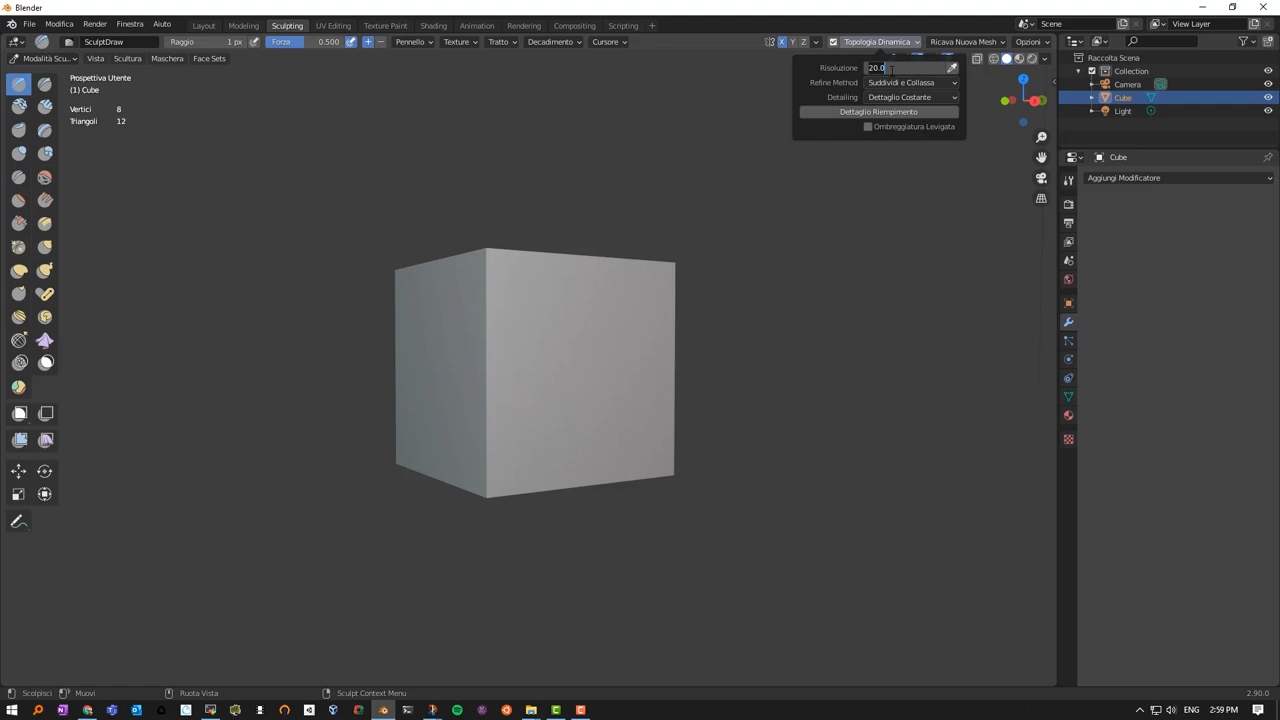 Blender
File Modifica Render Finestra Aiuto Layout Modeling Sculpting UV Editing Texture Paint Shading Animation Rendering Compositing Scripting + Scene View Layer
SculptDraw Raggio 1 px Forza 0.500 Pennello Texture Tratto Decadimento Cursore X Y Z Topologia Dinamica Ricava Nuova Mesh Opzioni
Modalità Scu... Vista Scultura Maschera Face Sets
Raccolta Scena
Collection
Camera
Cube
Light
Prospettiva Utente
Vertici 8
Triangoli 12
Risoluzione 20.0
Refine Method Suddividi e Collassa
Detailing Dettaglio Costante
Dettaglio Riempimento
Ombreggiatura Levigata
Z
X
Y
Cube
Aggiungi Modificatore
Scolpisci Muovi Ruota Vista Sculpt Context Menu 2.90.0
ENG 2:59 PM